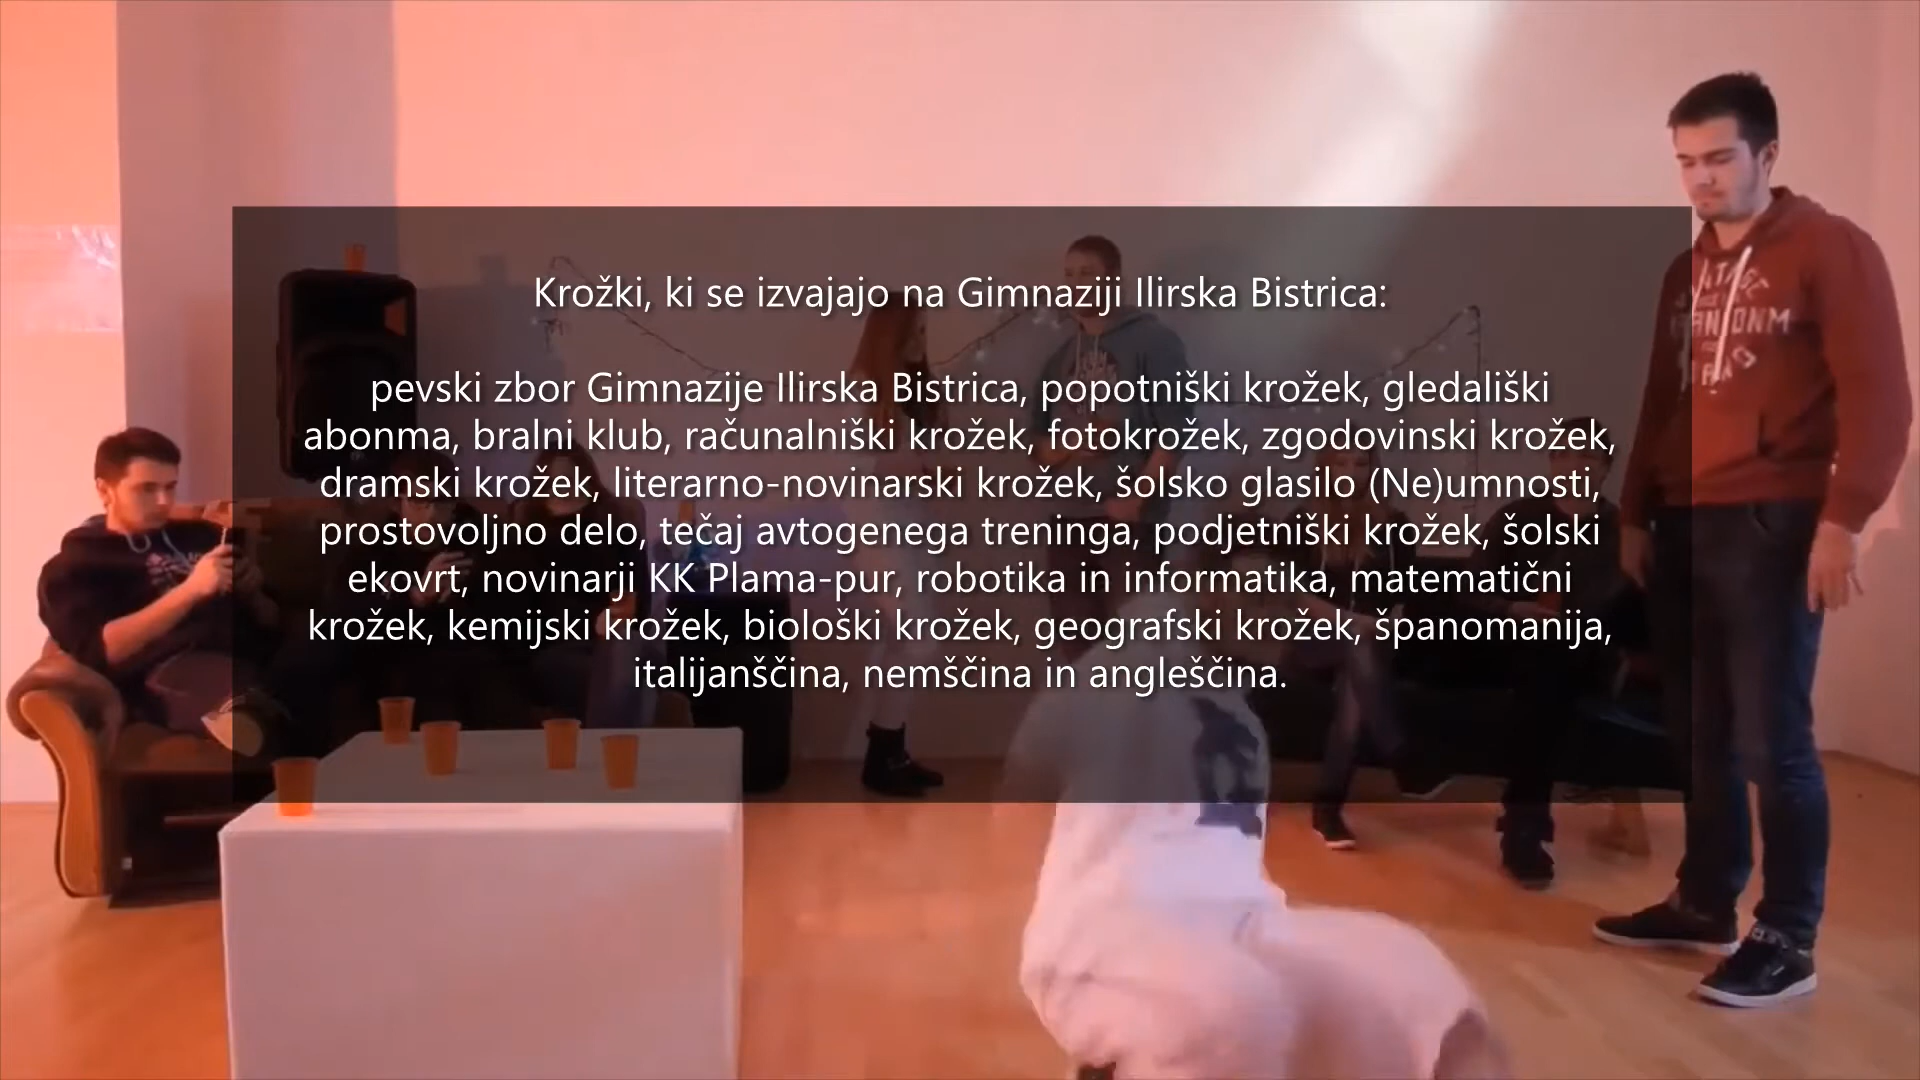 Krožki, ki se izvajajo na Gimnaziji Ilirska Bistrica:
pevski zbor Gimnazije Ilirska Bistrica, popotniški krožek, gledališki
abonma, bralni klub, računalniški krožek, fotokrožek, zgodovinski krožek,
dramski krožek, literarno-novinarski krožek, šolsko glasilo (Ne)umnosti,
prostovoljno delo, tečaj avtogenega treninga, podjetniški krožek, šolski
ekovrt, novinarji KK Plama-pur, robotika in informatika, matematični
krožek, kemijski krožek, biološki krožek, geografski krožek, španomanija,
italijanščina, nemščina in angleščina.